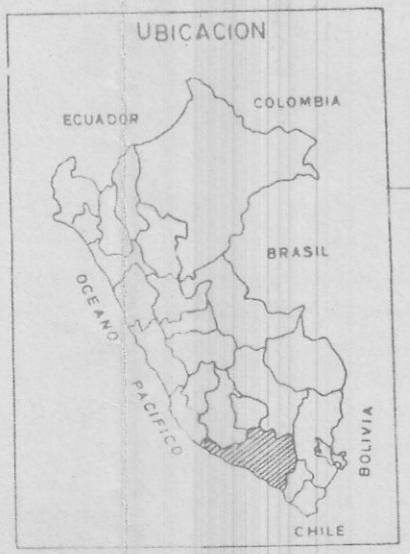 UBICACION
COLOMBIA
ECUADOR
BRASIL
OCEANO
PACIFICO
BOLIVIA
CHILE